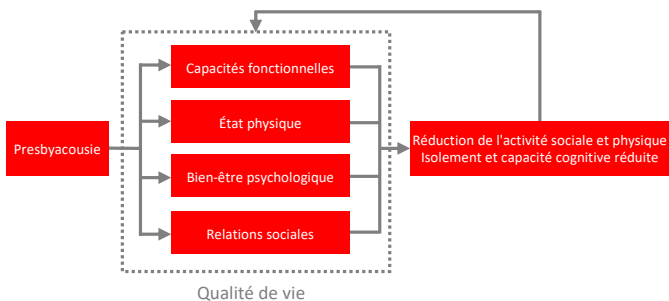 Capacités fonctionnelles
État physique
Presbyacousie
Réduction de l'activité sociale et physique
Isolement et capacité cognitive réduite
Bien-être psychologique
Relations sociales
Qualité de vie